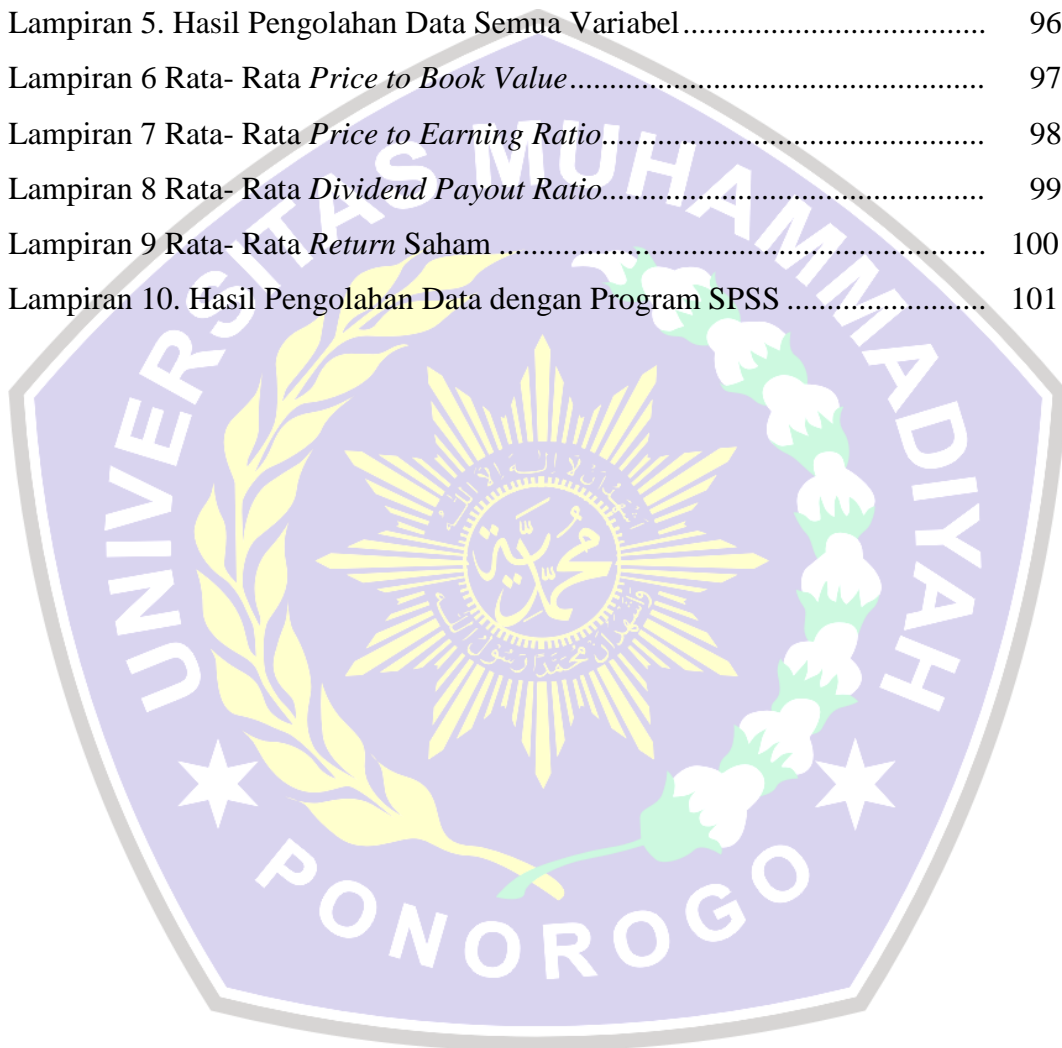 Lampiran 5. Hasil Pengolahan Data Semua Variabel...................................... 96
Lampiran 6 Rata- Rata Price to Book Value.................................................... 97
Lampiran 7 Rata- Rata Price to Earning Ratio................................................ 98
Lampiran 8 Rata- Rata Dividend Payout Ratio................................................ 99
Lampiran 9 Rata- Rata Return Saham ............................................................. 100
Lampiran 10. Hasil Pengolahan Data dengan Program SPSS ......................... 101
UNIVERSITAS MUHAMMADIYAH
محمدية
PONOROGO